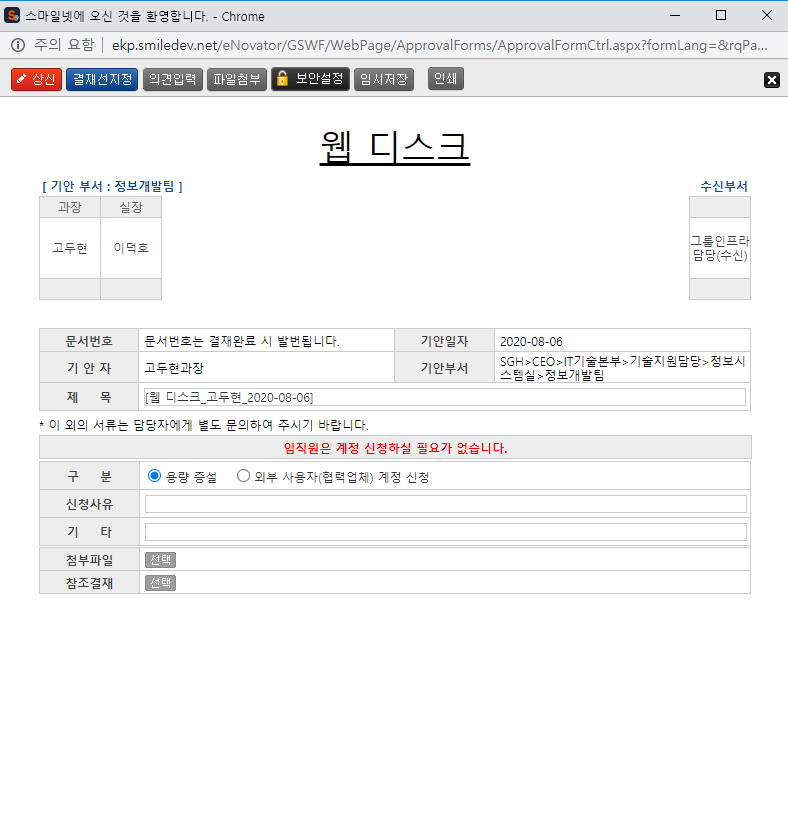 스마일넷에 오신 것을 환영합니다. - Chrome
주의 요함 | ekp.smiledev.net/eNovator/GSWF/WebPage/ApprovalForms/ApprovalFormCtrl.aspx?formLang=&rqPa...
상신 결재선지정 의견입력 파일첨부 보안설정 임시저장 인쇄
웹 디스크
[ 기안 부서 : 정보개발팀 ] 수신부서
과장 실장
고두현 이덕호 그룹인프라
담당(수신)
문서번호 문서번호는 결재완료 시 발번됩니다. 기안일자 2020-08-06
기 안 자 고두현과장 기안부서 SGH>CEO>IT기술본부>기술지원담당>정보시
스템실>정보개발팀
제 목 [웹 디스크_고두현_2020-08-06]
* 이 외의 서류는 담당자에게 별도 문의하여 주시기 바랍니다.
임직원은 계정 신청하실 필요가 없습니다.
구 분 용량 증설 외부 사용자(협력업체) 계정 신청
신청사유
기 타
첨부파일 선택
참조결재 선택